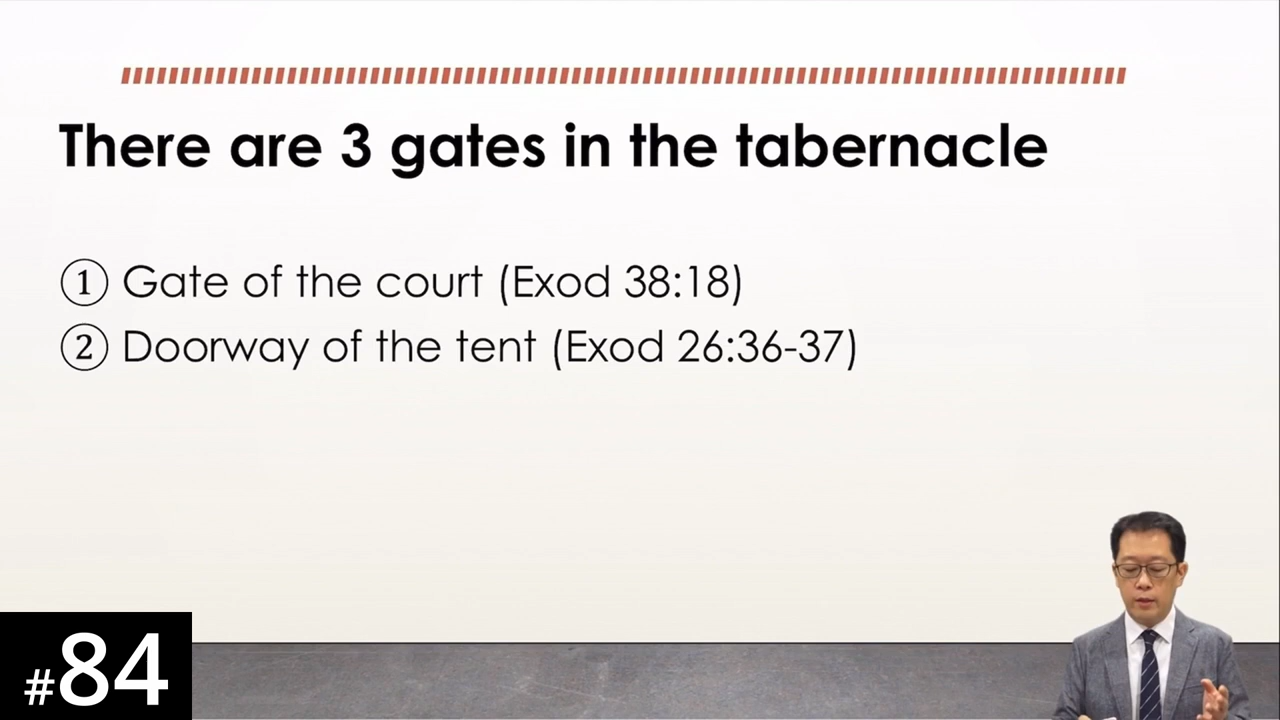 There are 3 gates in the tabernacle
① Gate of the court (Exod 38:18)
② Doorway of the tent (Exod 26:36-37)
#84